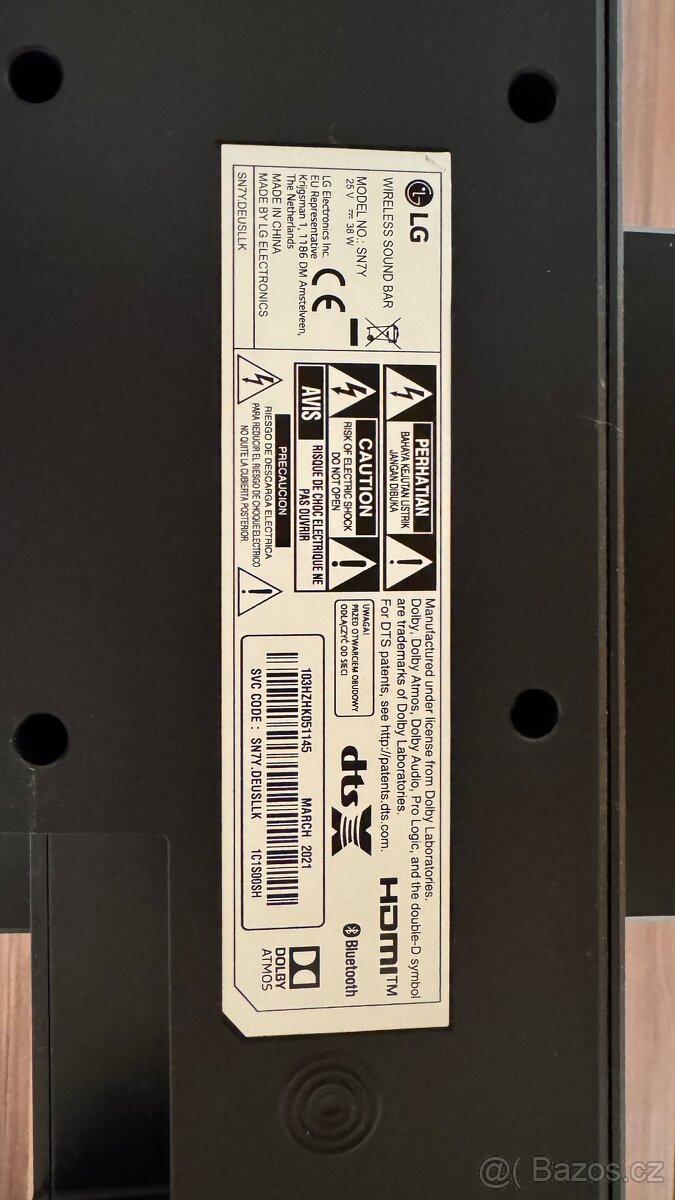 LG
WIRELESS SOUND BAR
MODEL NO.: SN7Y
25 V ⎓ 38 W
LG Electronics Inc.
EU Representative
Krijgsman 1, 1186 DM Amstelveen,
The Netherlands
MADE IN CHINA
MADE BY LG ELECTRONICS
SN7Y.DEUSLLK
CE
PERHATIAN
BAHAYA KEJUTAN LISTRIK
JANGAN DIBUKA
CAUTION
RISK OF ELECTRIC SHOCK
DO NOT OPEN
AVIS
RISQUE DE CHOC ELECTRIQUE NE
PAS OUVRIR
PRECAUCION
RIESGO DE DESCARGA ELECTRICA
PARA REDUCIR EL RIESGO DE CHOQUE ELECTRICO
NO QUITE LA CUBIERTA POSTERIOR
Manufactured under license from Dolby Laboratories.
Dolby, Dolby Atmos, Dolby Audio, Pro Logic, and the double-D symbol
are trademarks of Dolby Laboratories.
For DTS patents, see http://patents.dts.com.
UWAGA!
PRZED OTWARCIEM OBUDOWY
ODŁĄCZYĆ OD SIECI
dts X
HDMI™
Bluetooth
103HZHK051145 MARCH 2021
SVC CODE : SN7Y.DEUSLLK 1C1S00SH
DOLBY
ATMOS
@( Bazos.cz